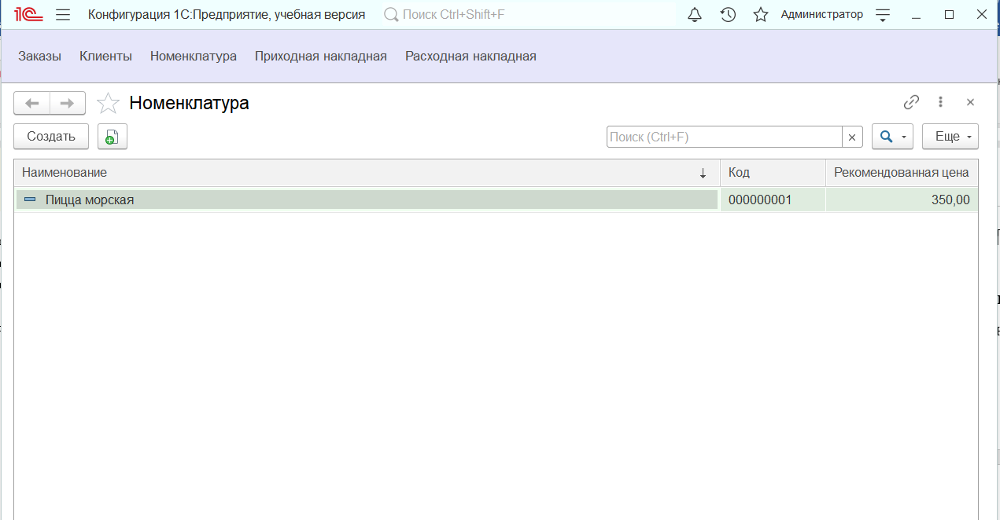 1С Конфигурация 1С:Предприятие, учебная версия Поиск Ctrl+Shift+F Администратор
Заказы Клиенты Номенклатура Приходная накладная Расходная накладная
Номенклатура
Создать Поиск (Ctrl+F) Еще
Наименование Код Рекомендованная цена
Пицца морская 000000001 350,00